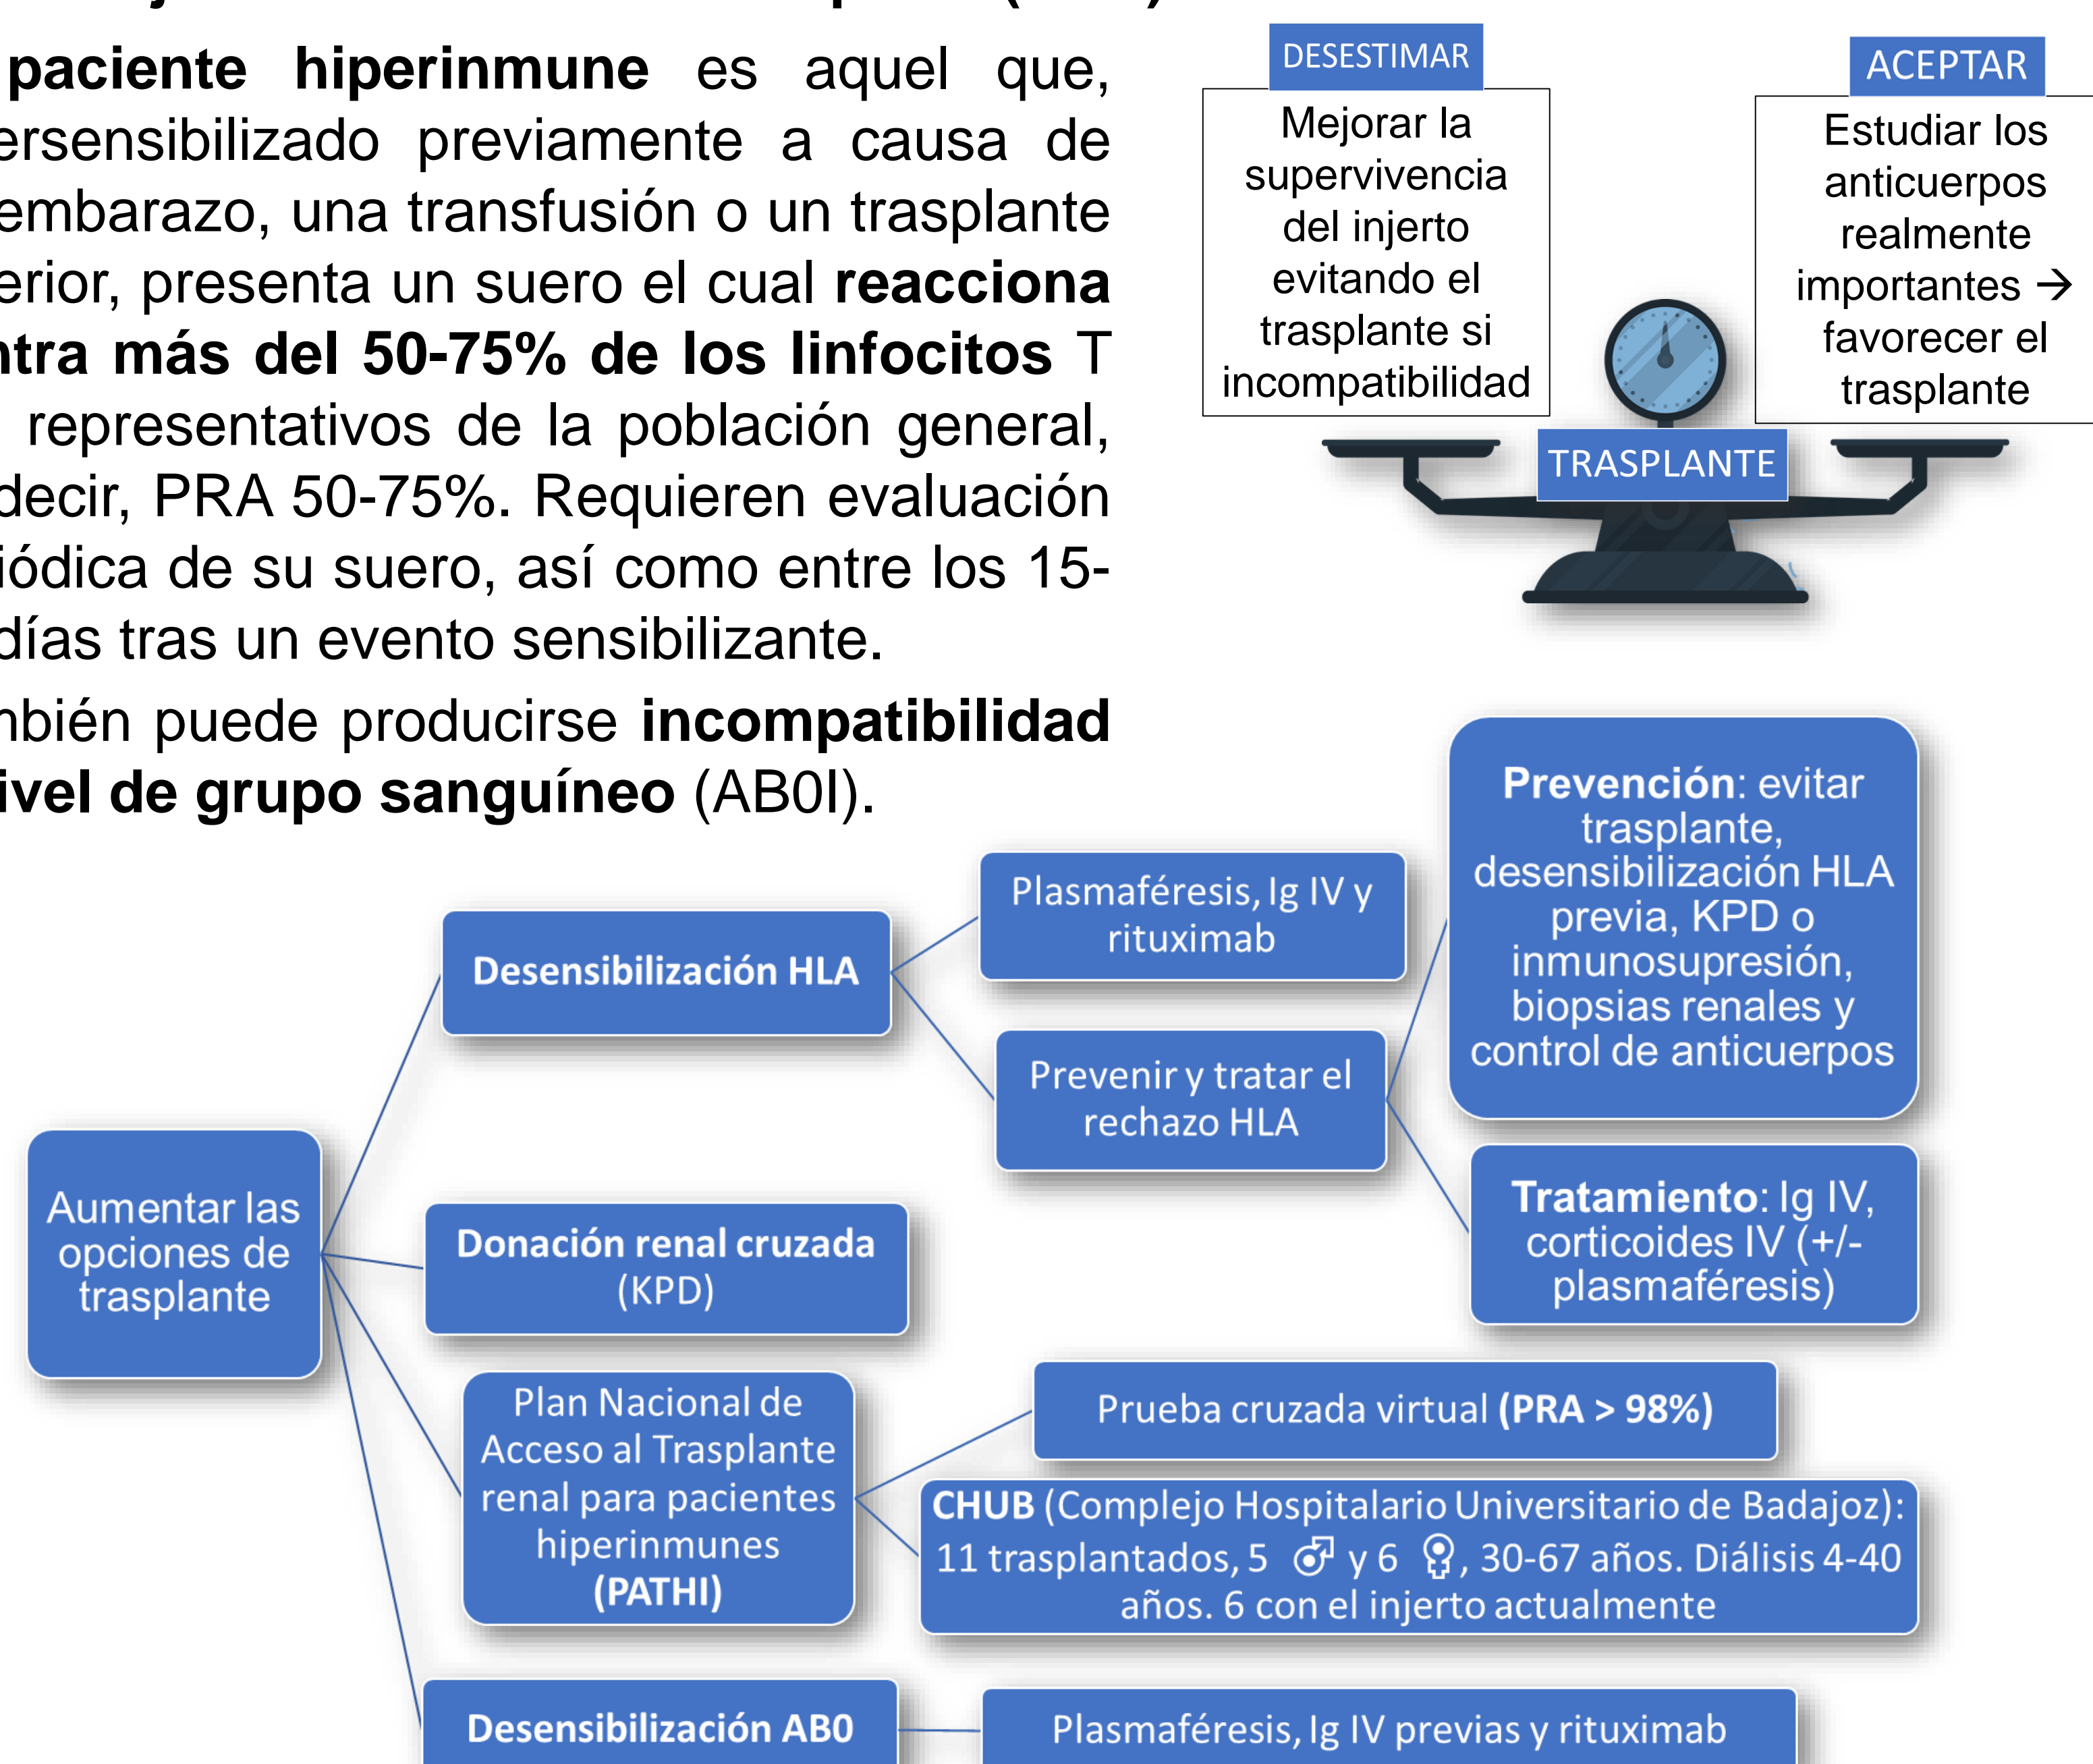 paciente hiperinmune es aquel que,
ersensibilizado previamente a causa de
embarazo, una transfusión o un trasplante
erior, presenta un suero el cual reacciona
ntra más del 50-75% de los linfocitos T
representativos de la población general,
decir, PRA 50-75%. Requieren evaluación
iódica de su suero, así como entre los 15-
días tras un evento sensibilizante.
mbién puede producirse incompatibilidad
ivel de grupo sanguíneo (AB0I).
DESESTIMAR
Mejorar la
supervivencia
del injerto
evitando el
trasplante si
incompatibilidad
ACEPTAR
Estudiar los
anticuerpos
realmente
importantes →
favorecer el
trasplante
TRASPLANTE
Aumentar las
opciones de
trasplante
Desensibilización HLA
Plasmaféresis, Ig IV y
rituximab
Prevenir y tratar el
rechazo HLA
Prevención: evitar
trasplante,
desensibilización HLA
previa, KPD o
inmunosupresión,
biopsias renales y
control de anticuerpos
Tratamiento: Ig IV,
corticoides IV (+/-
plasmaféresis)
Donación renal cruzada
(KPD)
Plan Nacional de
Acceso al Trasplante
renal para pacientes
hiperinmunes
(PATHI)
Prueba cruzada virtual (PRA > 98%)
CHUB (Complejo Hospitalario Universitario de Badajoz):
11 trasplantados, 5 ♂ y 6 ♀, 30-67 años. Diálisis 4-40
años. 6 con el injerto actualmente
Desensibilización AB0
Plasmaféresis, Ig IV previas y rituximab